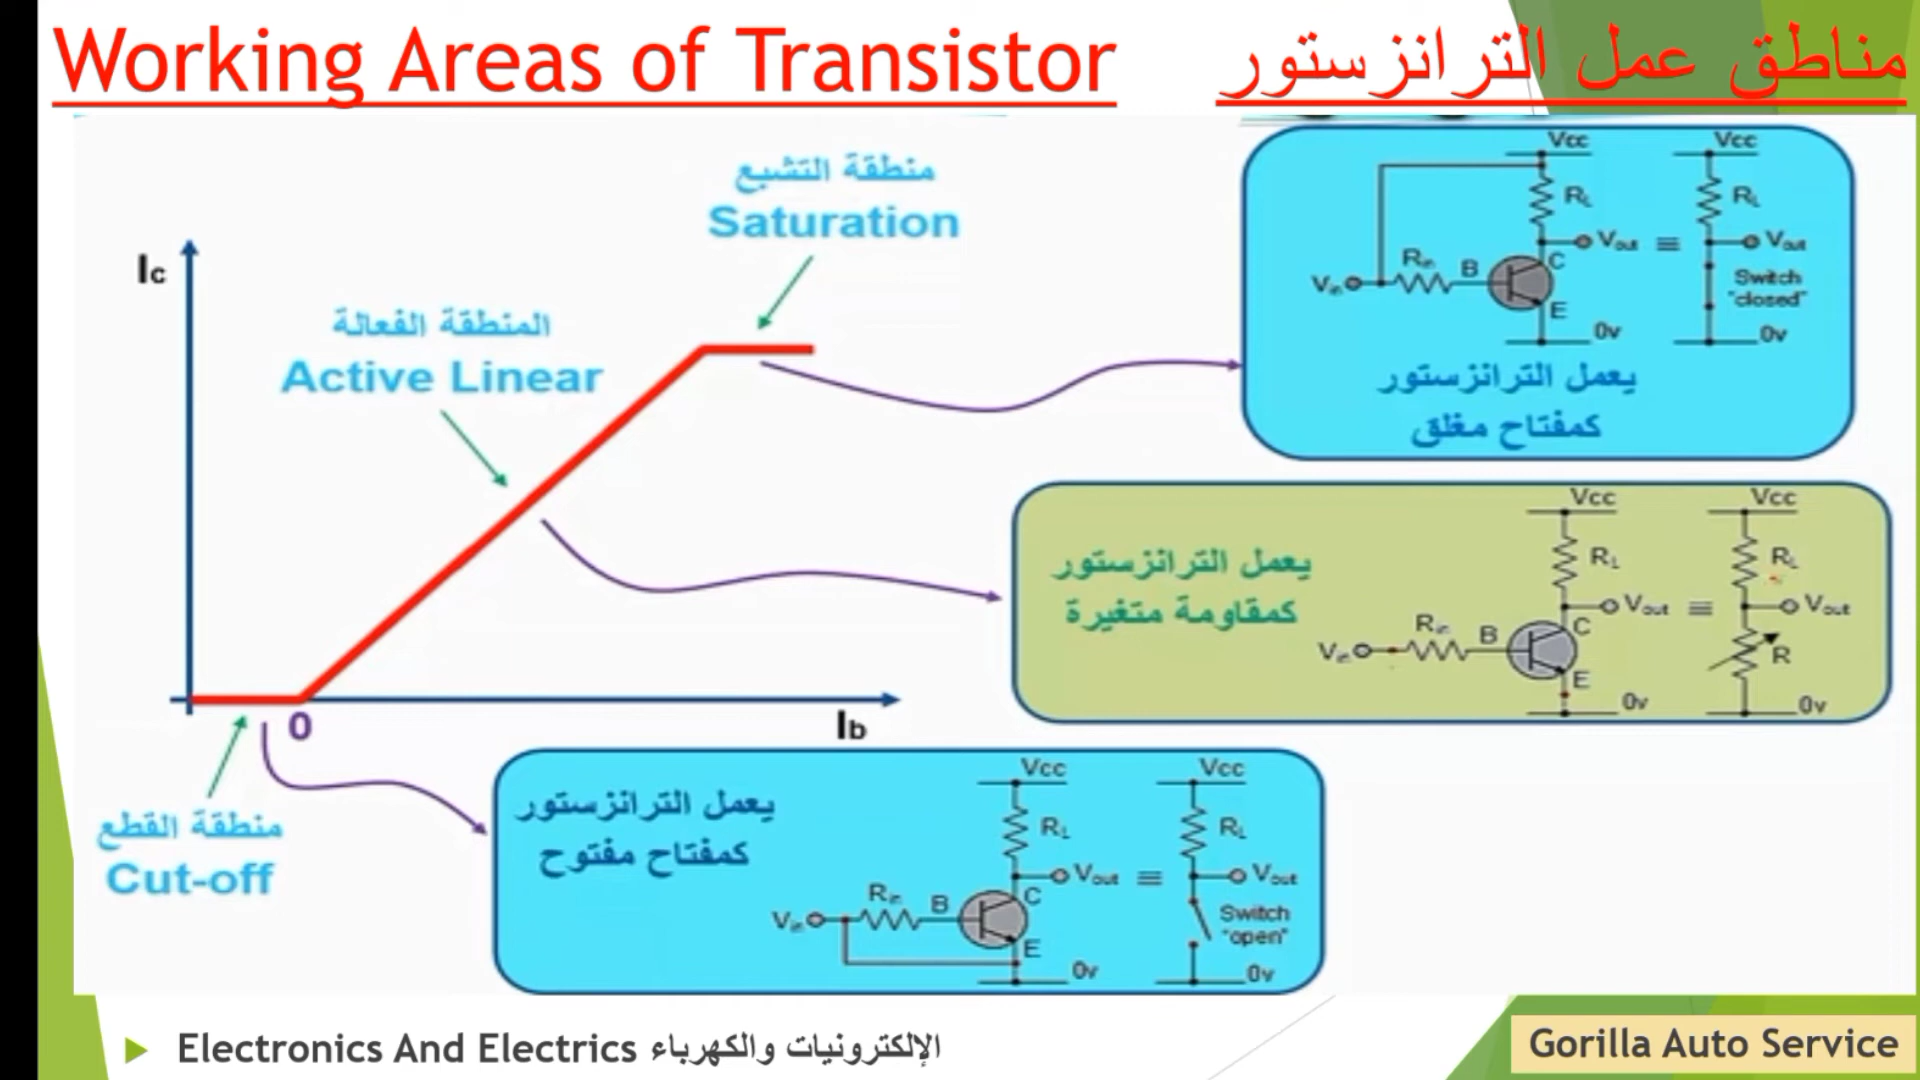 Working Areas of Transistor
مناطق عمل الترانزستور
منطقة التشبع
Saturation
Ic
المنطقة الفعالة
Active Linear
0
Ib
منطقة القطع
Cut-off
Vcc
Vcc
RL
RL
Vout
≡
Vout
Rin
B
C
Vin
E
Switch
"closed"
0v
0v
يعمل الترانزستور
كمفتاح مغلق
Vcc
Vcc
يعمل الترانزستور
كمقاومة متغيرة
RL
RL
Vout
≡
Vout
Rin
B
C
Vin
E
R
0v
0v
يعمل الترانزستور
كمفتاح مفتوح
Vcc
Vcc
RL
RL
Vout
≡
Vout
Rin
B
C
Vin
E
Switch
"open"
0v
0v
Electronics And Electrics الإلكترونيات والكهرباء
Gorilla Auto Service